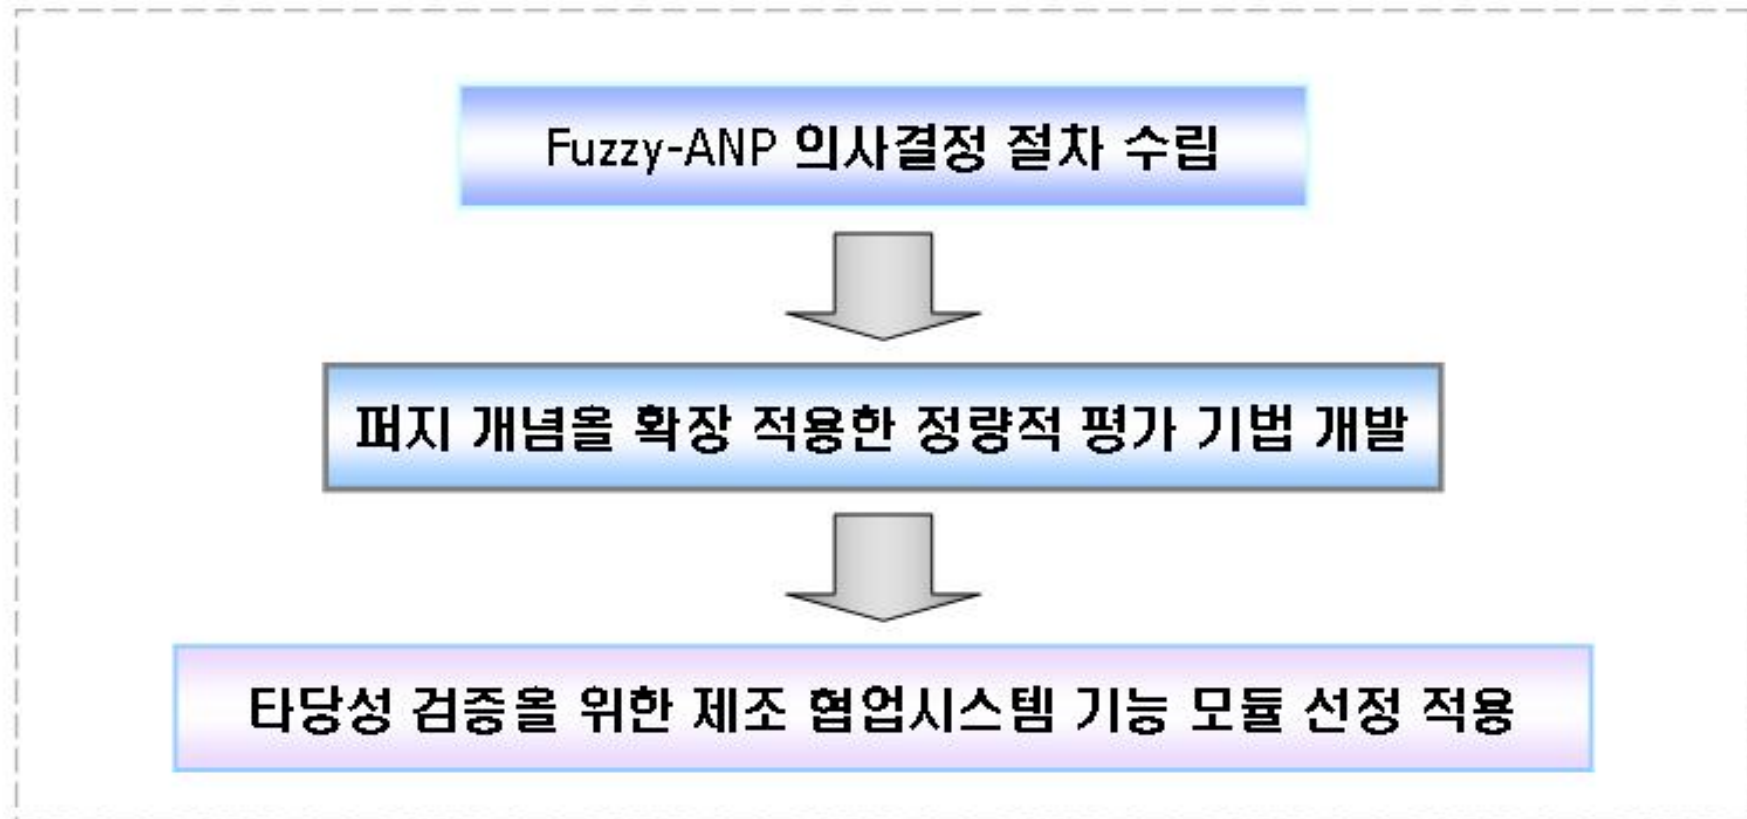 Fuzzy-ANP 의사결정 절차 수립
퍼지 개념을 확장 적용한 정량적 평가 기법 개발
타당성 검증을 위한 제조 협업시스템 기능 모듈 선정 적용